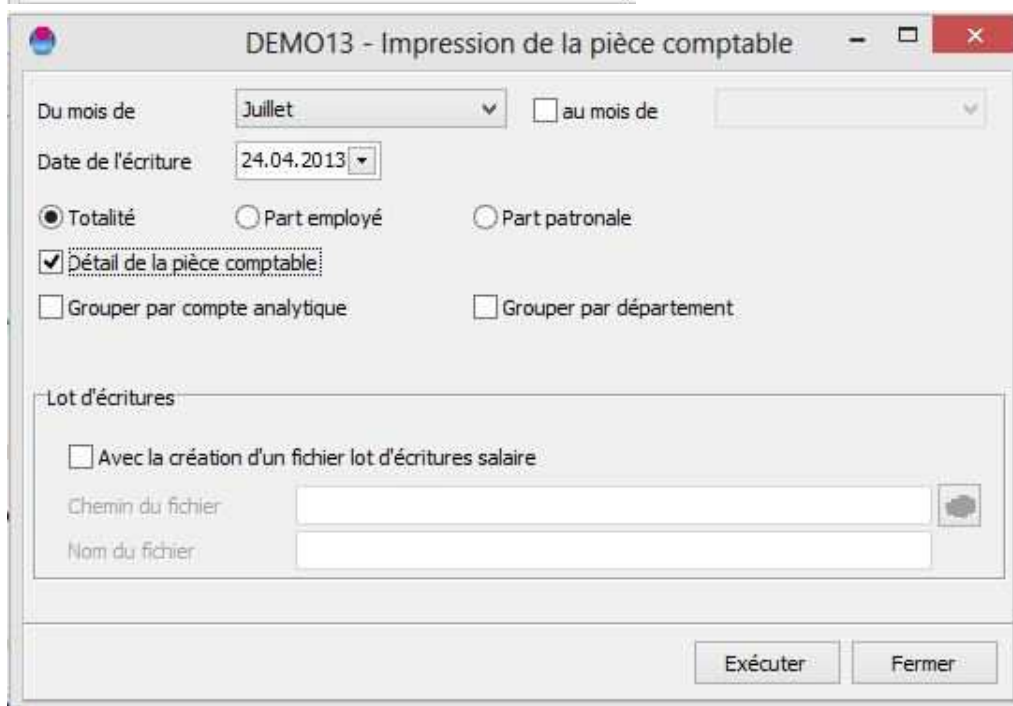 DEMO13 - Impression de la pièce comptable
Du mois de Juillet au mois de
Date de l'écriture 24.04.2013
Totalité Part employé Part patronale
Détail de la pièce comptable
Grouper par compte analytique Grouper par département
Lot d'écritures
Avec la création d'un fichier lot d'écritures salaire
Chemin du fichier
Nom du fichier
Exécuter Fermer